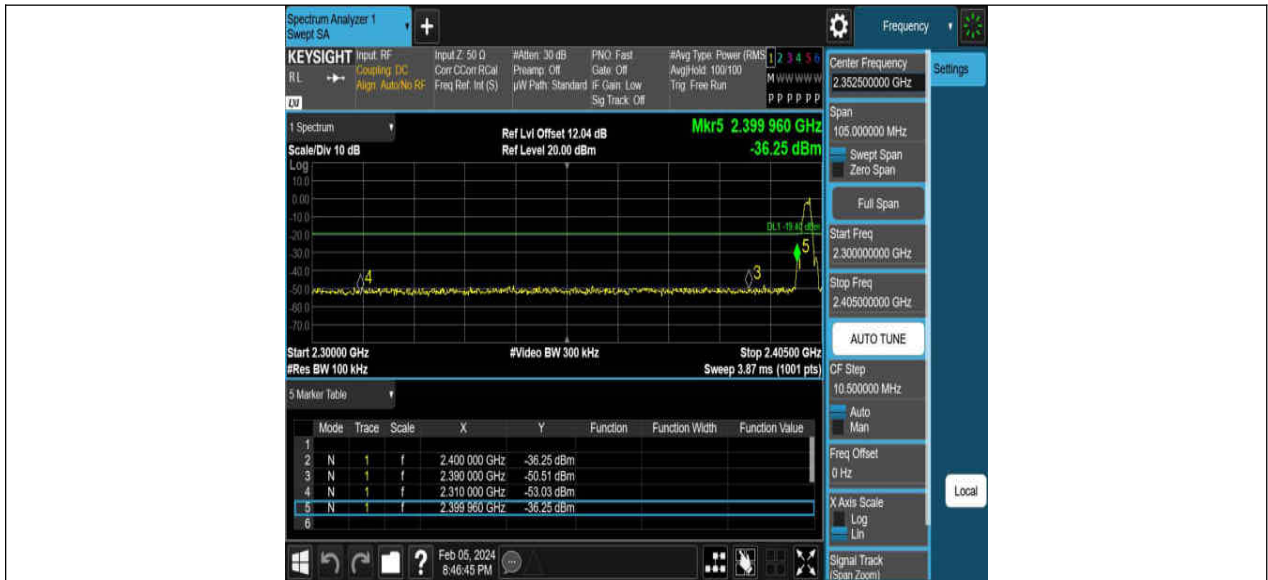 Spectrum Analyzer 1
Swept SA
+
Frequency
KEYSIGHT
RL
LXI
Input: RF
Coupling: DC
Align: Auto/No RF
Input Z: 50 Ω
Corr CCorr RCal
Freq Ref: Int (S)
#Atten: 30 dB
Preamp: Off
µW Path: Standard
PNO: Fast
Gate: Off
IF Gain: Low
Sig Track: Off
#Avg Type: Power (RMS
Avg|Hold: 100/100
Trig: Free Run
1 2 3 4 5 6
M W W W W W
P P P P P P
1 Spectrum
Scale/Div 10 dB
Ref Lvl Offset 12.04 dB
Ref Level 20.00 dBm
Mkr5 2.399 960 GHz
-36.25 dBm
Log
10.0
0.00
-10.0
-20.0
-30.0
-40.0
-50.0
-60.0
-70.0
DL1 -19.40 dBm
4
3
5
Start 2.30000 GHz
#Res BW 100 kHz
#Video BW 300 kHz
Stop 2.40500 GHz
Sweep 3.87 ms (1001 pts)
5 Marker Table
Mode Trace Scale X Y Function Function Width Function Value
1
2 N 1 f 2.400 000 GHz -36.25 dBm
3 N 1 f 2.390 000 GHz -50.51 dBm
4 N 1 f 2.310 000 GHz -53.03 dBm
5 N 1 f 2.399 960 GHz -36.25 dBm
6
?
Feb 05, 2024
8:46:45 PM
Center Frequency
2.352500000 GHz
Settings
Span
105.000000 MHz
Swept Span
Zero Span
Full Span
Start Freq
2.300000000 GHz
Stop Freq
2.405000000 GHz
AUTO TUNE
CF Step
10.500000 MHz
Auto
Man
Freq Offset
0 Hz
Local
X Axis Scale
Log
Lin
Signal Track
(Span Zoom)